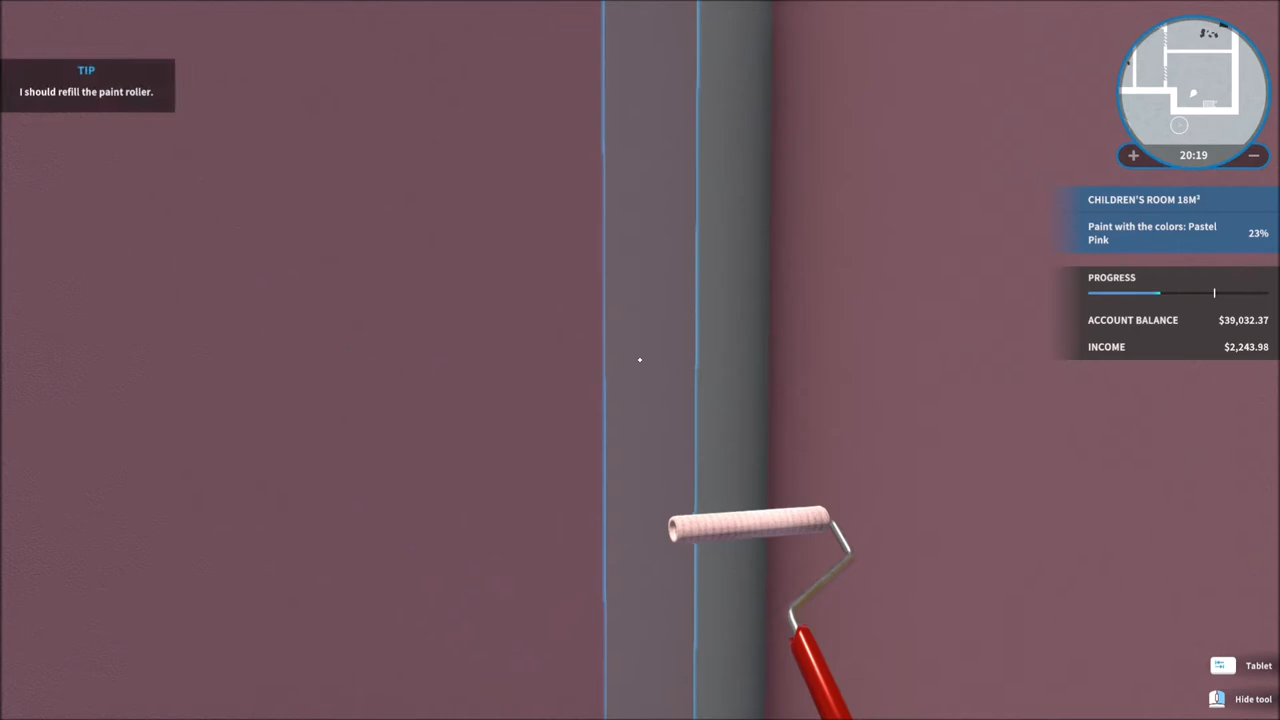 TIP
I should refill the paint roller.
20:19
CHILDREN'S ROOM 18M²
Paint with the colors: Pastel
Pink
23%
PROGRESS
ACCOUNT BALANCE $39,032.37
INCOME $2,243.98
Tablet
Hide tool